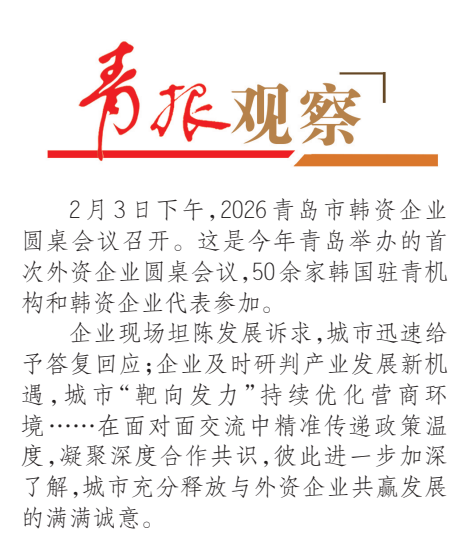 青报观察
2月3日下午,2026青岛市韩资企业
圆桌会议召开。这是今年青岛举办的首
次外资企业圆桌会议,50余家韩国驻青机
构和韩资企业代表参加。
企业现场坦陈发展诉求,城市迅速给
予答复回应;企业及时研判产业发展新机
遇,城市“靶向发力”持续优化营商环
境……在面对面交流中精准传递政策温
度,凝聚深度合作共识,彼此进一步加深
了解,城市充分释放与外资企业共赢发展
的满满诚意。